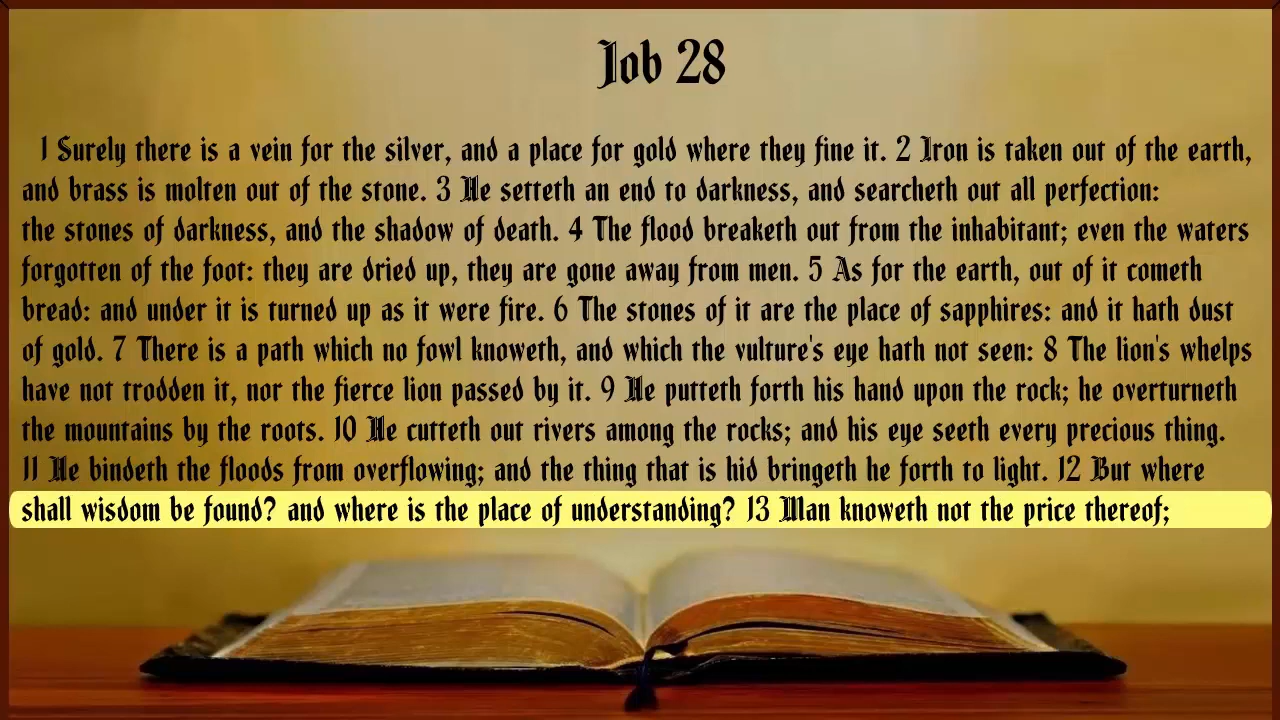 Job 28
1 Surely there is a vein for the silver, and a place for gold where they fine it. 2 Iron is taken out of the earth,
and brass is molten out of the stone. 3 He setteth an end to darkness, and searcheth out all perfection:
the stones of darkness, and the shadow of death. 4 The flood breaketh out from the inhabitant; even the waters
forgotten of the foot: they are dried up, they are gone away from men. 5 As for the earth, out of it cometh
bread: and under it is turned up as it were fire. 6 The stones of it are the place of sapphires: and it hath dust
of gold. 7 There is a path which no fowl knoweth, and which the vulture's eye hath not seen: 8 The lion's whelps
have not trodden it, nor the fierce lion passed by it. 9 He putteth forth his hand upon the rock; he overturneth
the mountains by the roots. 10 He cutteth out rivers among the rocks; and his eye seeth every precious thing.
11 He bindeth the floods from overflowing; and the thing that is hid bringeth he forth to light. 12 But where
shall wisdom be found? and where is the place of understanding? 13 Man knoweth not the price thereof;